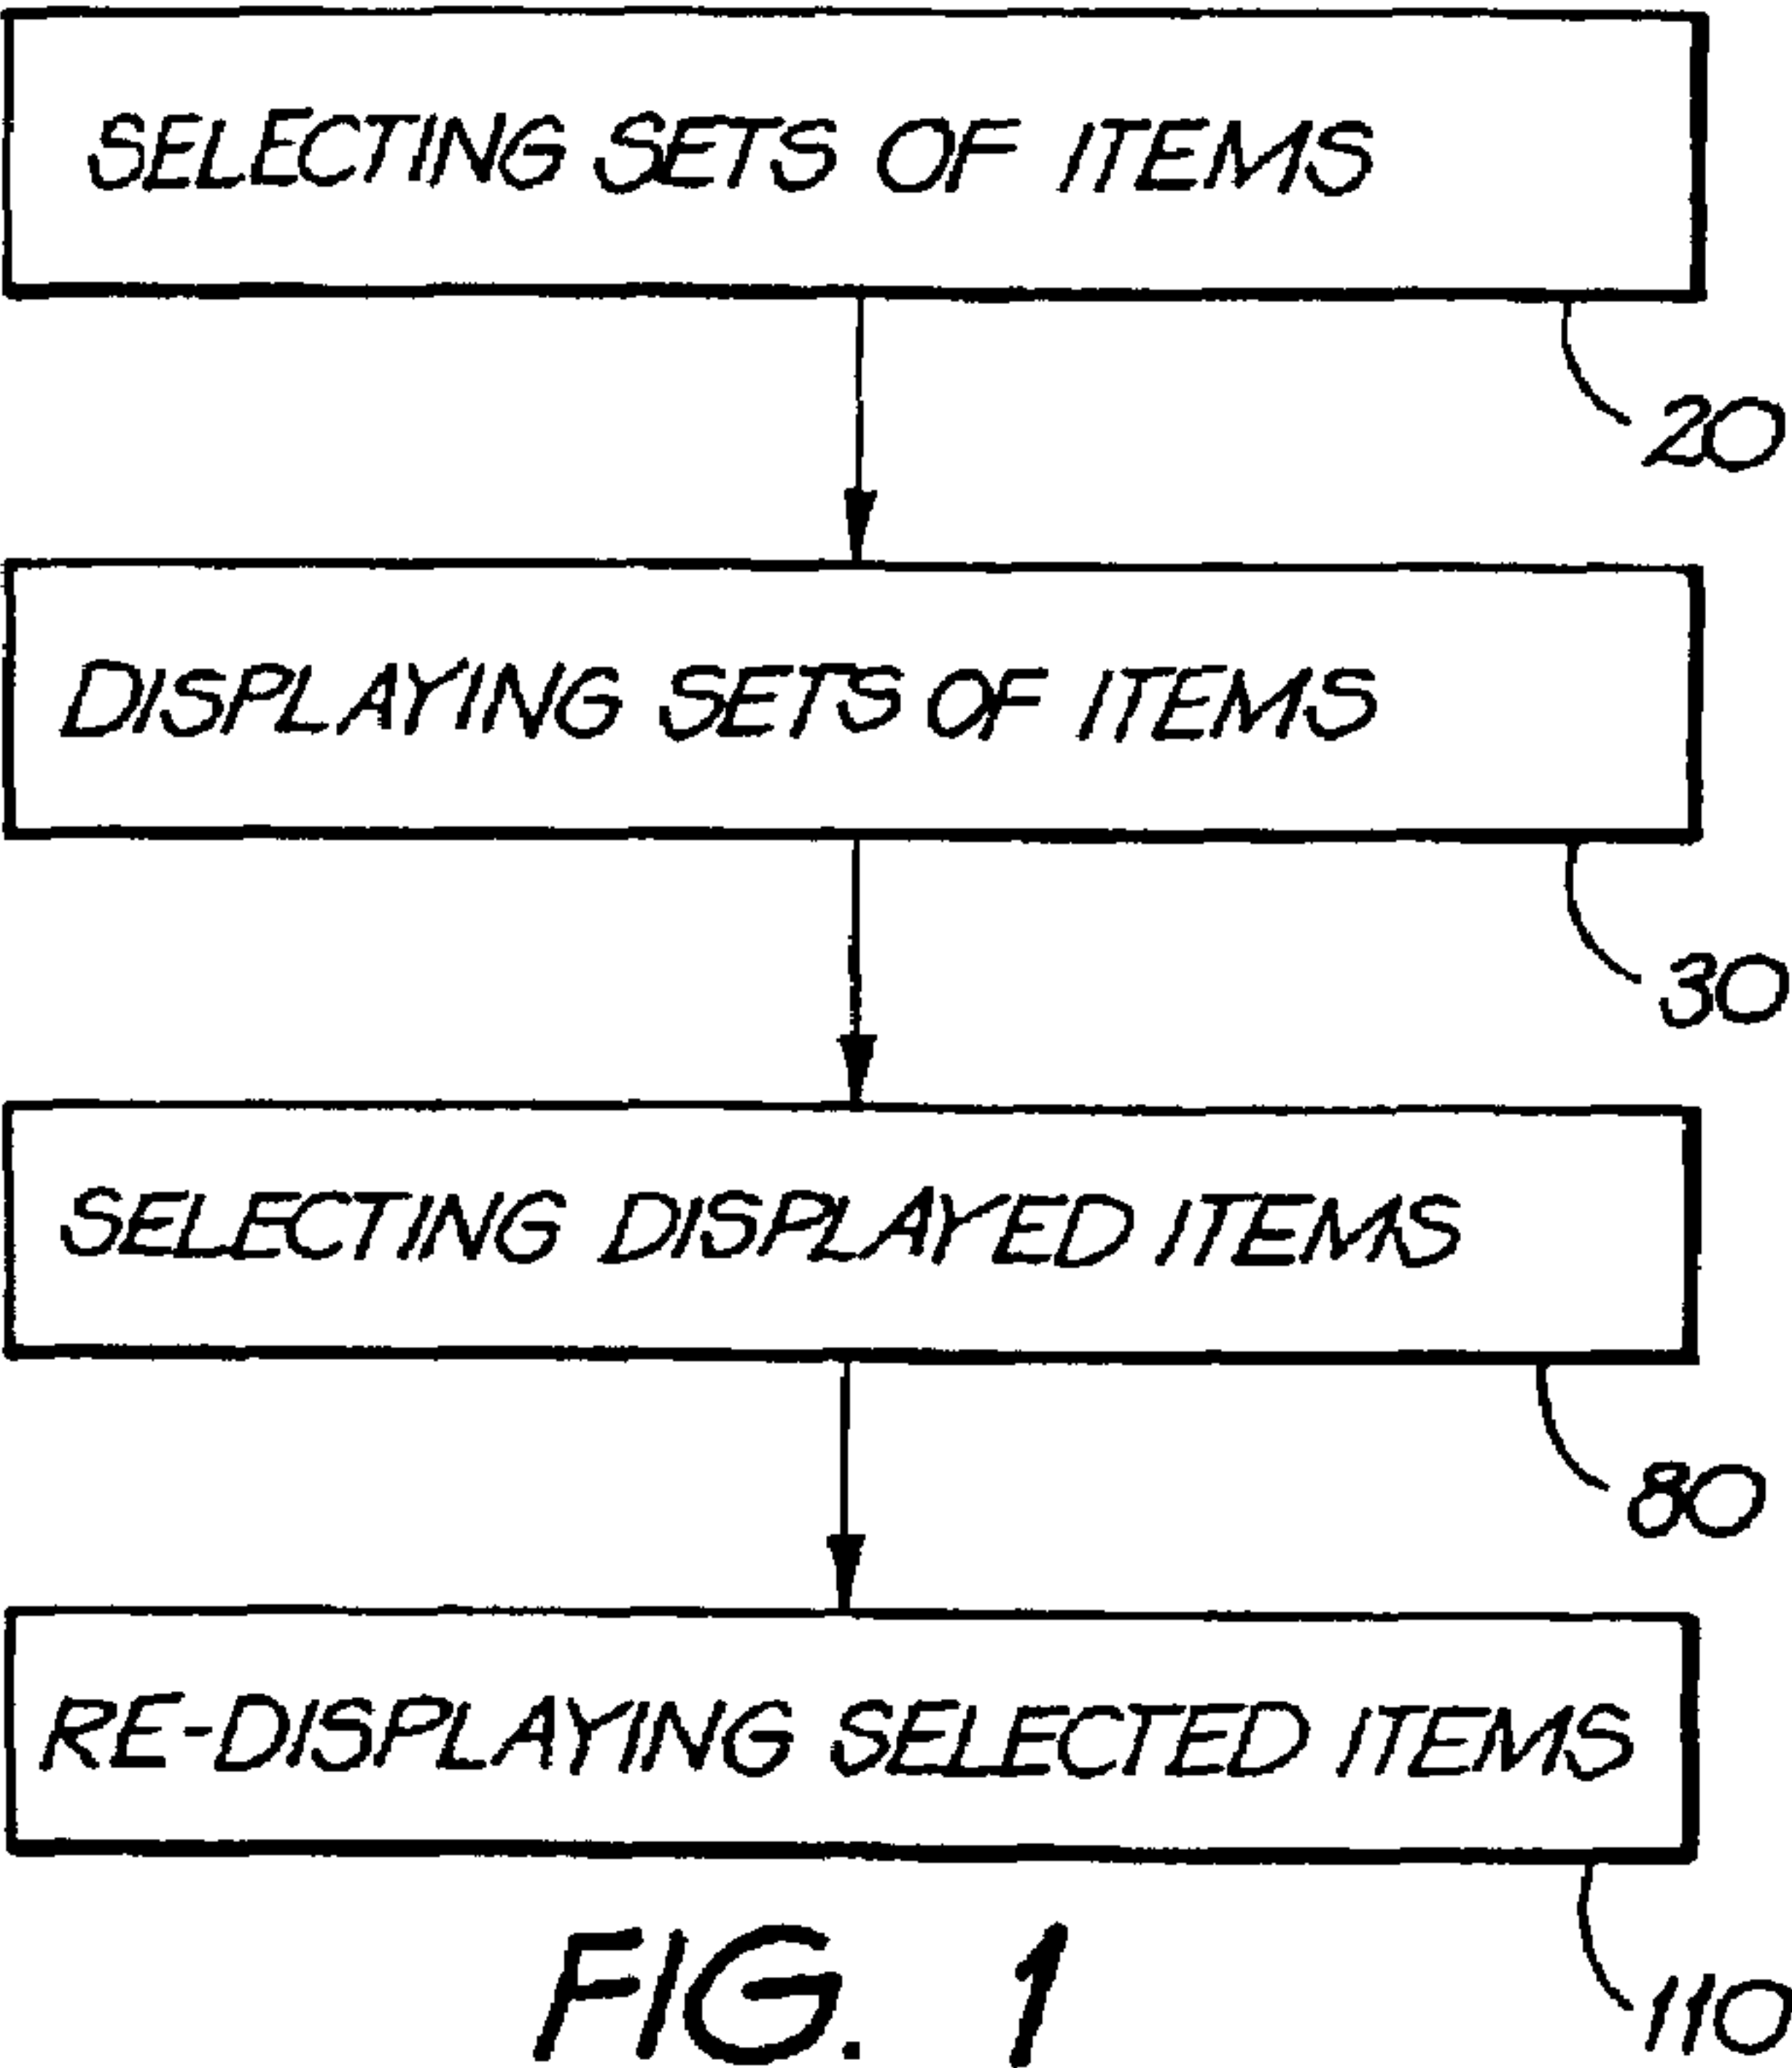 SELECTING SETS OF ITEMS
20
DISPLAYING SETS OF ITEMS
30
SELECTING DISPLAYED ITEMS
80
RE-DISPLAYING SELECTED ITEMS
110
FIG. 1